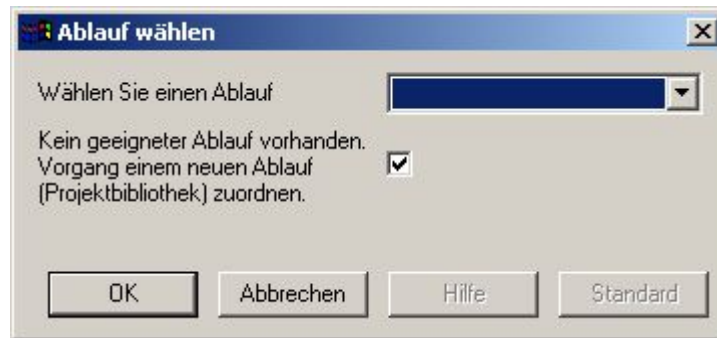 Ablauf wählen
Wählen Sie einen Ablauf
Kein geeigneter Ablauf vorhanden.
Vorgang einem neuen Ablauf
(Projektbibliothek) zuordnen.
OK Abbrechen Hilfe Standard